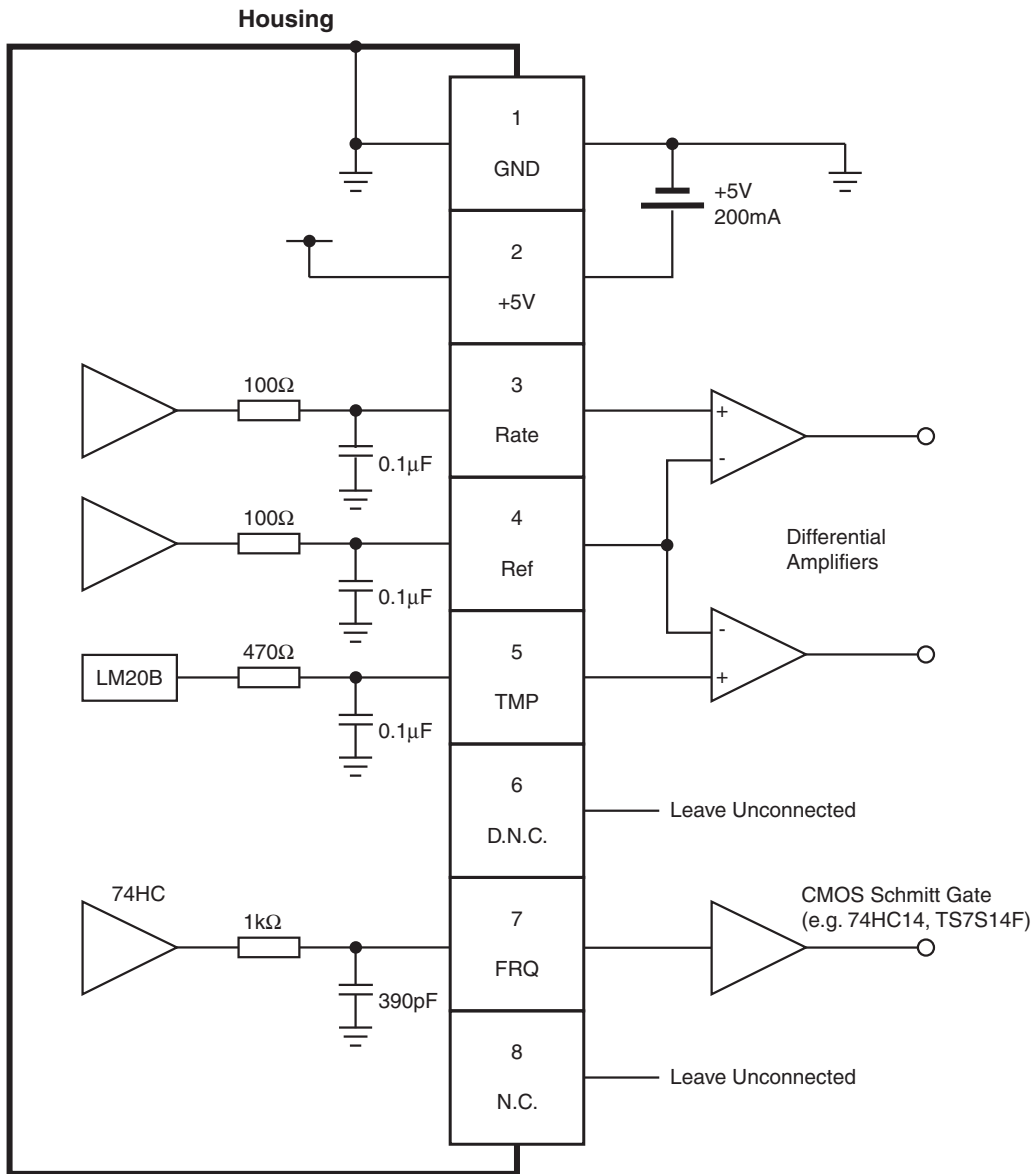 Housing
1
GND
+5V
200mA
2
+5V
100Ω
0.1μF
3
Rate
+
-
100Ω
0.1μF
4
Ref
Differential
Amplifiers
LM20B
470Ω
0.1μF
5
TMP
-
+
6
D.N.C.
Leave Unconnected
74HC
1kΩ
390pF
7
FRQ
CMOS Schmitt Gate
(e.g. 74HC14, TS7S14F)
8
N.C.
Leave Unconnected